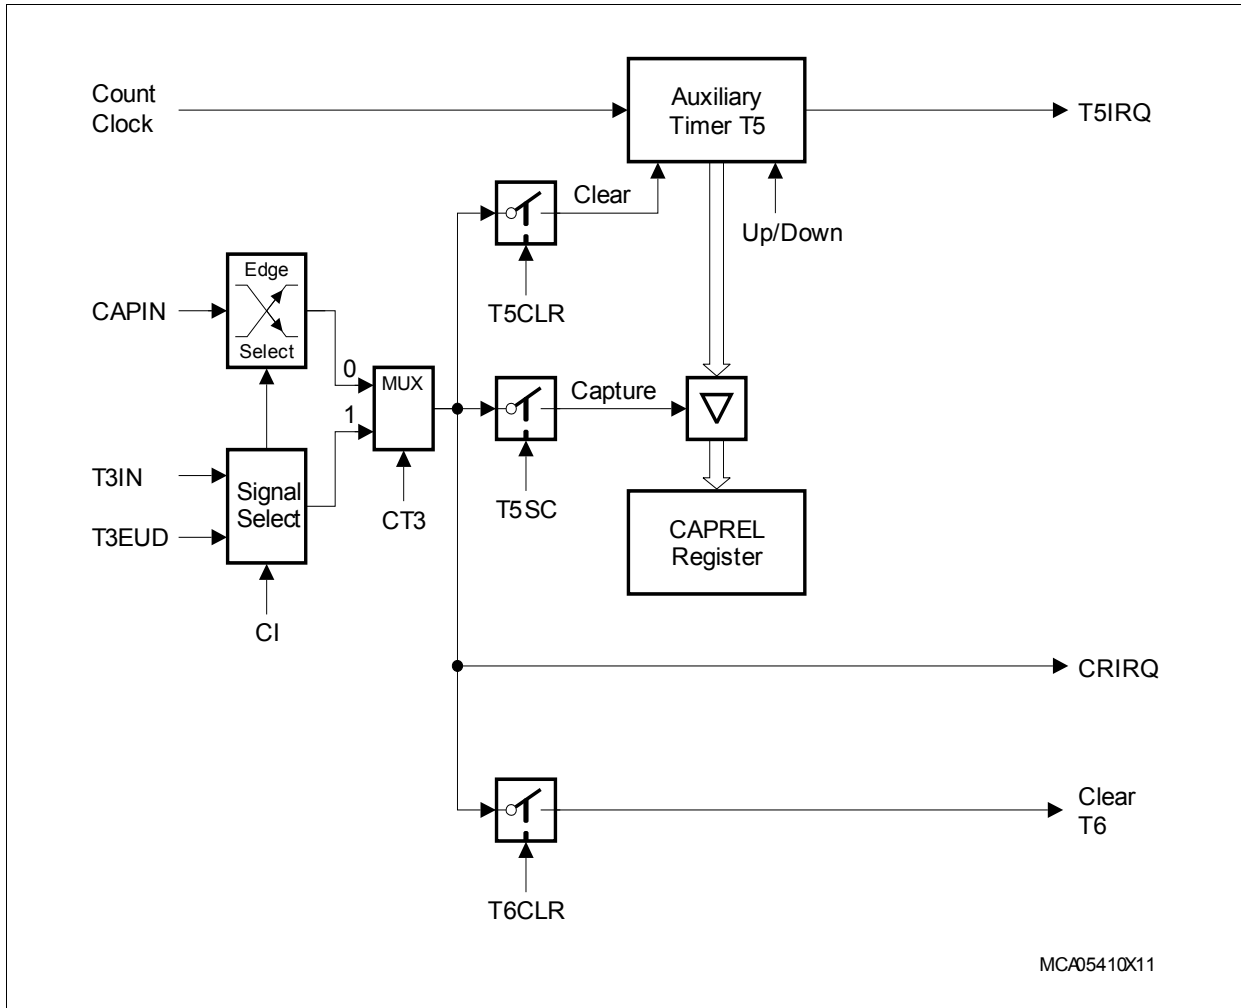 Count
Clock
Auxiliary
Timer T5
T5IRQ
Clear
Up/Down
T5CLR
CAPIN
Edge
Select
0
MUX
1
Capture
T3IN
T3EUD
Signal
Select
CT3
T5SC
CAPREL
Register
CI
CRIRQ
Clear
T6
T6CLR
MCA05410X11